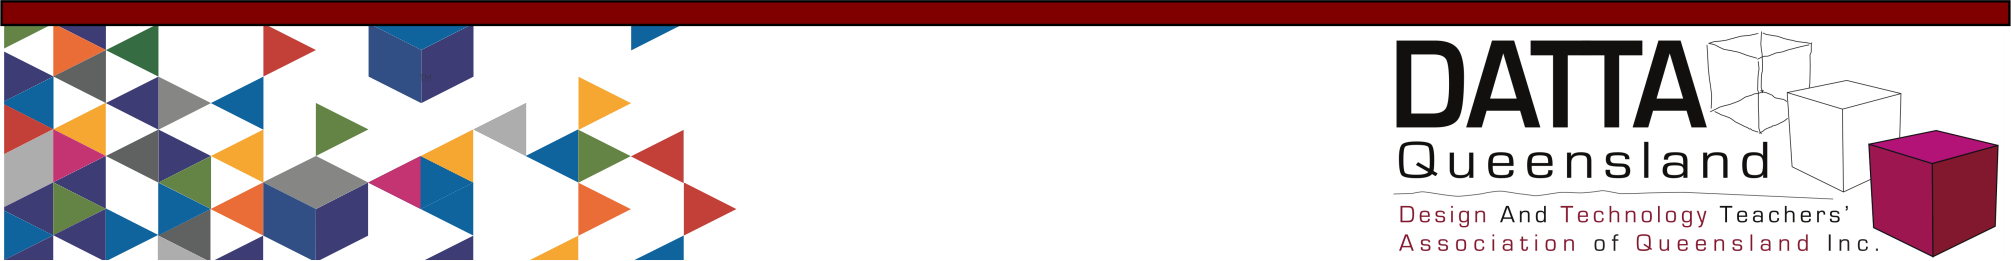 DATTA
Queensland
Design And Technology Teachers’
Association of Queensland Inc.